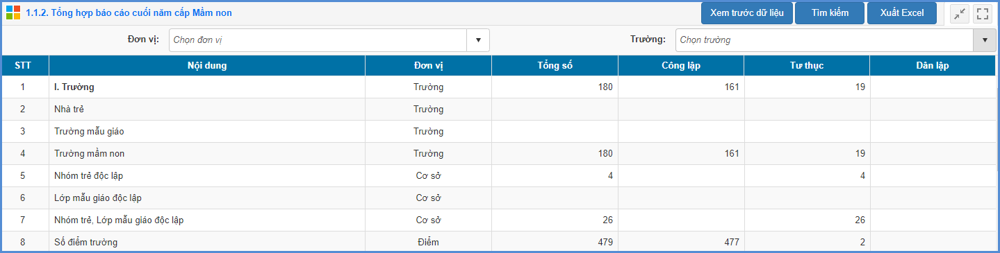 1.1.2. Tổng hợp báo cáo cuối năm cấp Mầm non Xem trước dữ liệu Tìm kiếm Xuất Excel
Đơn vị: Chọn đơn vị Trường: Chọn trường
STT Nội dung Đơn vị Tổng số Công lập Tư thục Dân lập
1 I. Trường Trường 180 161 19
2 Nhà trẻ Trường
3 Trường mẫu giáo Trường
4 Trường mầm non Trường 180 161 19
5 Nhóm trẻ độc lập Cơ sở 4 4
6 Lớp mẫu giáo độc lập Cơ sở
7 Nhóm trẻ, Lớp mẫu giáo độc lập Cơ sở 26 26
8 Số điểm trường Điểm 479 477 2